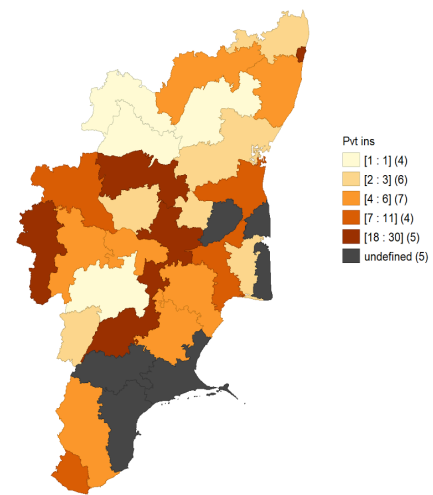 Pvt ins
[1 : 1] (4)
[2 : 3] (6)
[4 : 6] (7)
[7 : 11] (4)
[18 : 30] (5)
undefined (5)